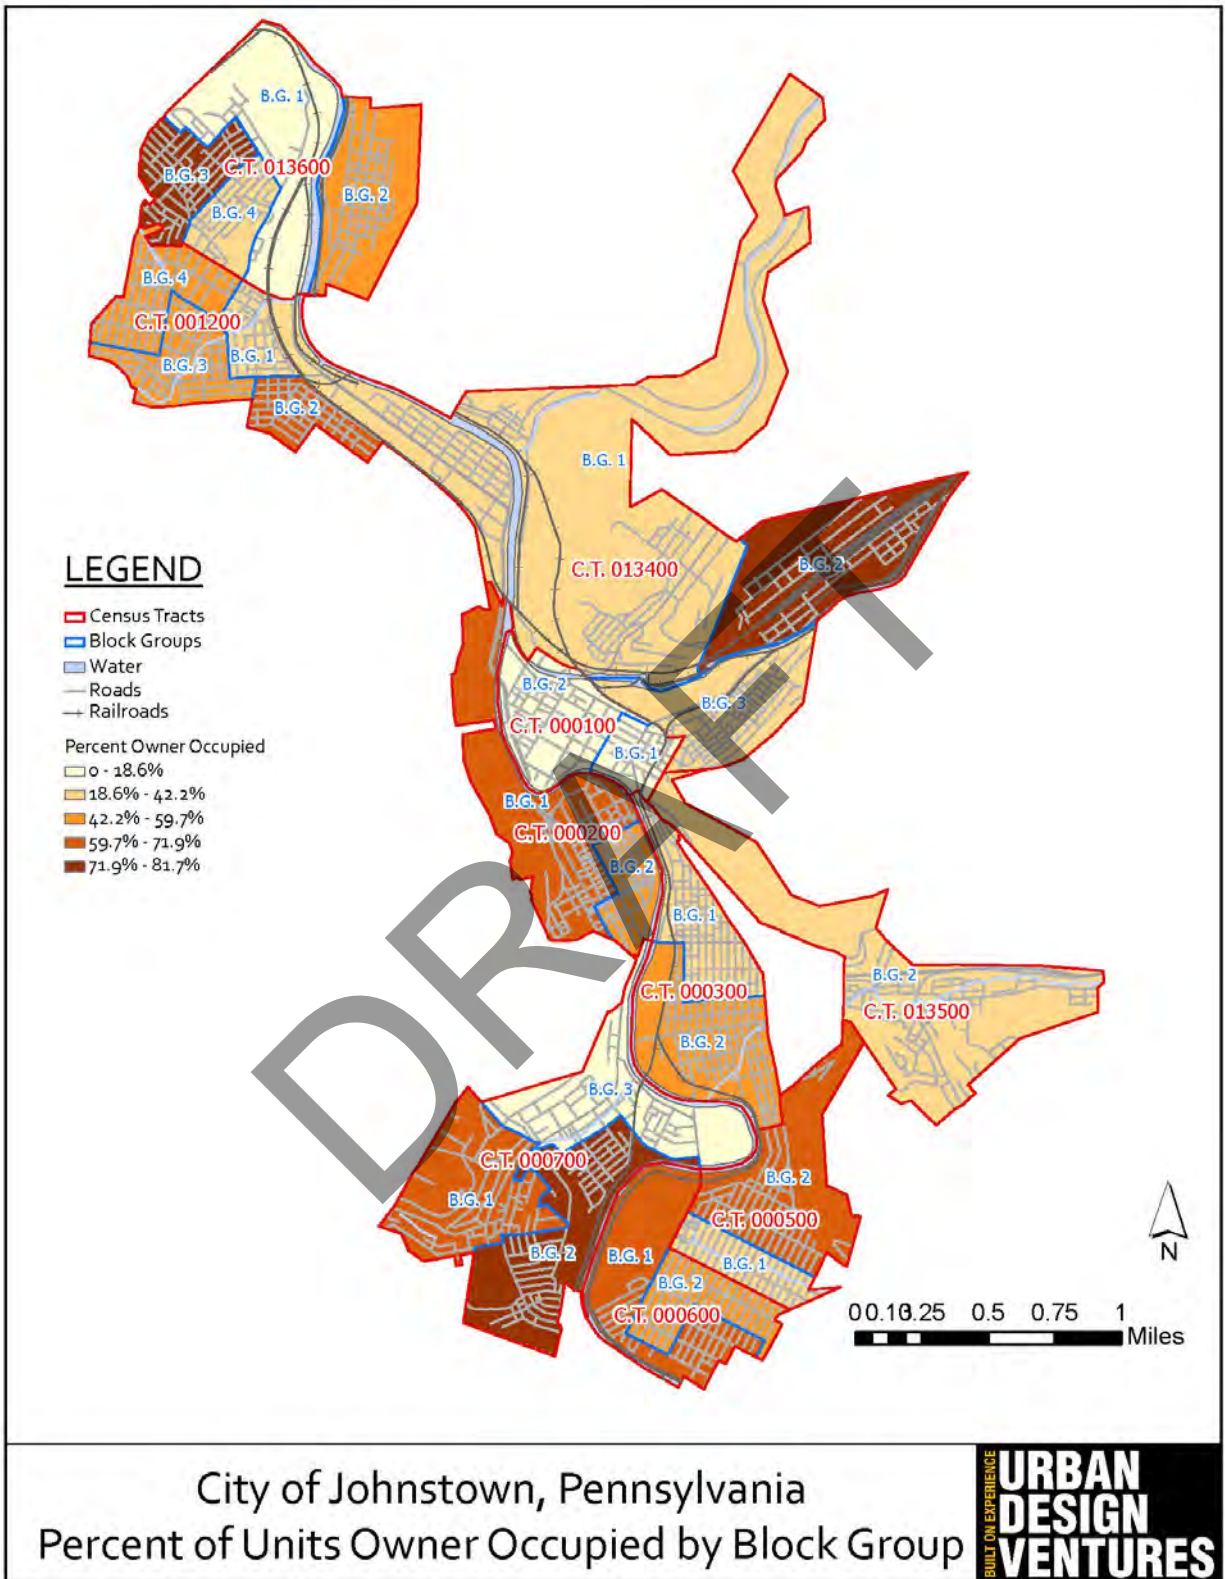 B.G. 1
C.T. 013600
B.G. 3
B.G. 2
B.G. 4
B.G. 4
C.T. 001200
B.G. 1
B.G. 3
B.G. 2
B.G. 1
C.T. 013400
B.G. 2
LEGEND
Census Tracts
Block Groups
Water
Roads
Railroads
Percent Owner Occupied
0 - 18.6%
18.6% - 42.2%
42.2% - 59.7%
59.7% - 71.9%
71.9% - 81.7%
B.G. 2
B.G. 3
C.T. 000100
B.G. 1
B.G. 1
C.T. 000200
B.G. 2
B.G. 1
B.G. 2
C.T. 000300
C.T. 013500
B.G. 2
B.G. 3
C.T. 000700
B.G. 1
B.G. 2
B.G. 2
C.T. 000500
B.G. 1
B.G. 1
B.G. 2
C.T. 000600
DRAFT
N
0 0.13 0.25 0.5 0.75 1
Miles
City of Johnstown, Pennsylvania
Percent of Units Owner Occupied by Block Group
BUILT ON EXPERIENCE
URBAN
DESIGN
VENTURES